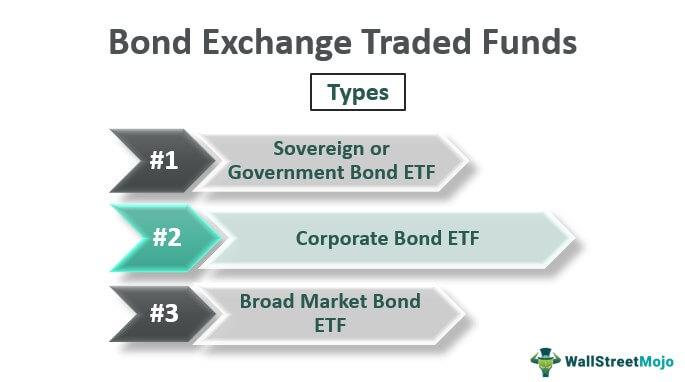 Bond Exchange Traded Funds
Types
#1
Sovereign or
Government Bond ETF
#2
Corporate Bond ETF
#3
Broad Market Bond
ETF
WallStreetMojo